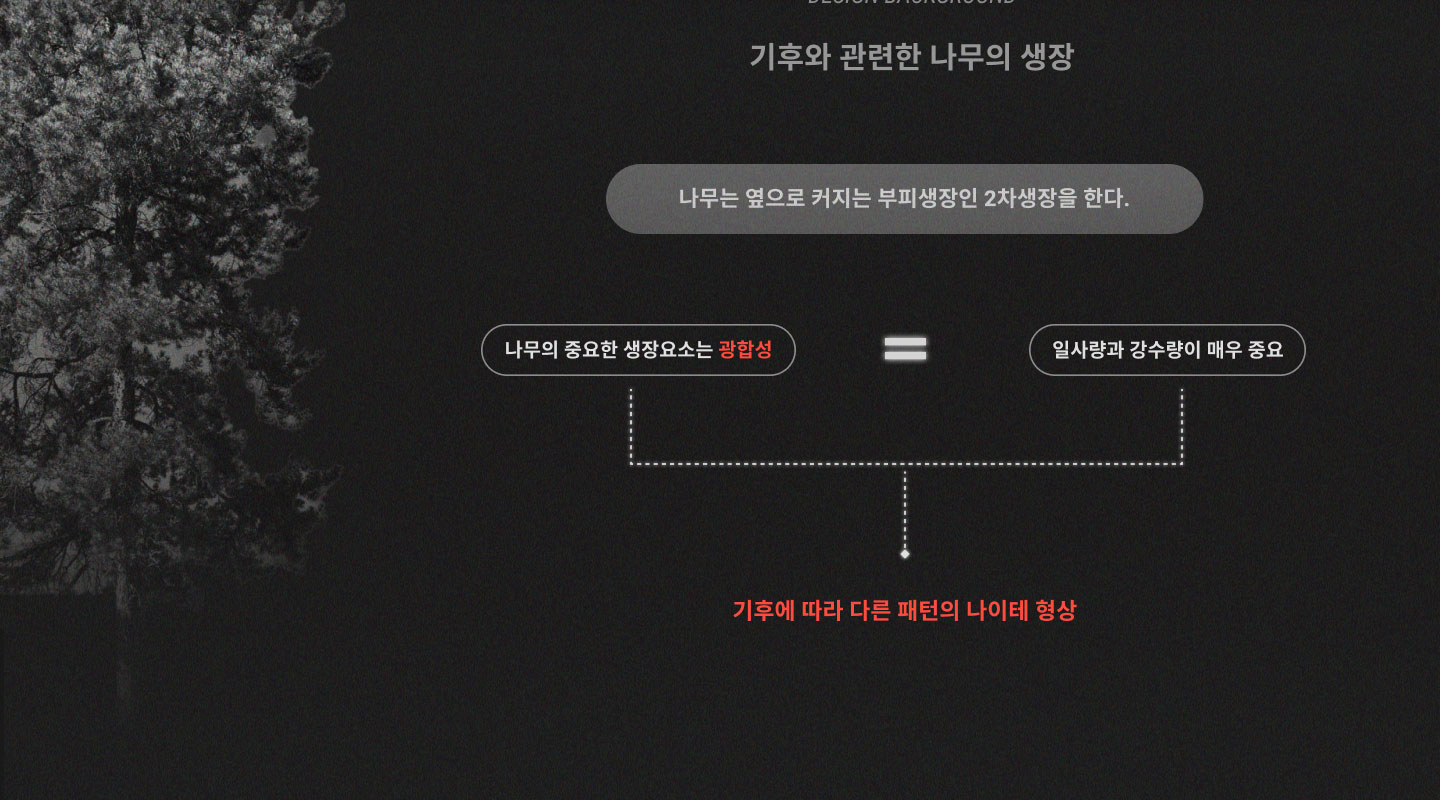 DESIGN BACKGROUND
기후와 관련한 나무의 생장
나무는 옆으로 커지는 부피생장인 2차생장을 한다.
나무의 중요한 생장요소는 광합성
=
일사량과 강수량이 매우 중요
기후에 따라 다른 패턴의 나이테 형상